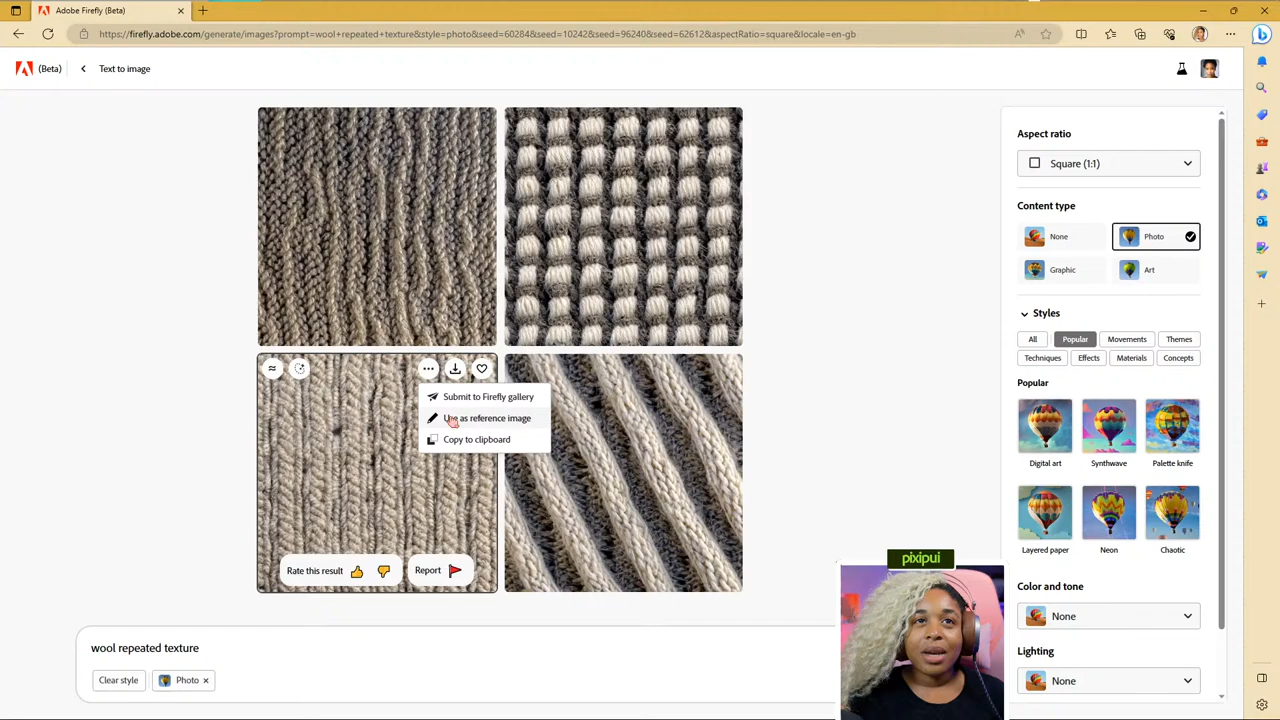 Adobe Firefly (Beta)
https://firefly.adobe.com/generate/images?prompt=wool+repeated+texture&style=photo&seed=60284&seed=10242&seed=96240&seed=62612&aspectRatio=square&locale=en-gb
(Beta)
Text to image
Submit to Firefly gallery
Use as reference image
Copy to clipboard
Rate this result
Report
wool repeated texture
Clear style
Photo
pixipui
Aspect ratio
Square (1:1)
Content type
None
Photo
Graphic
Art
Styles
All
Popular
Movements
Themes
Techniques
Effects
Materials
Concepts
Popular
Digital art
Synthwave
Palette knife
Layered paper
Neon
Chaotic
Color and tone
None
Lighting
None